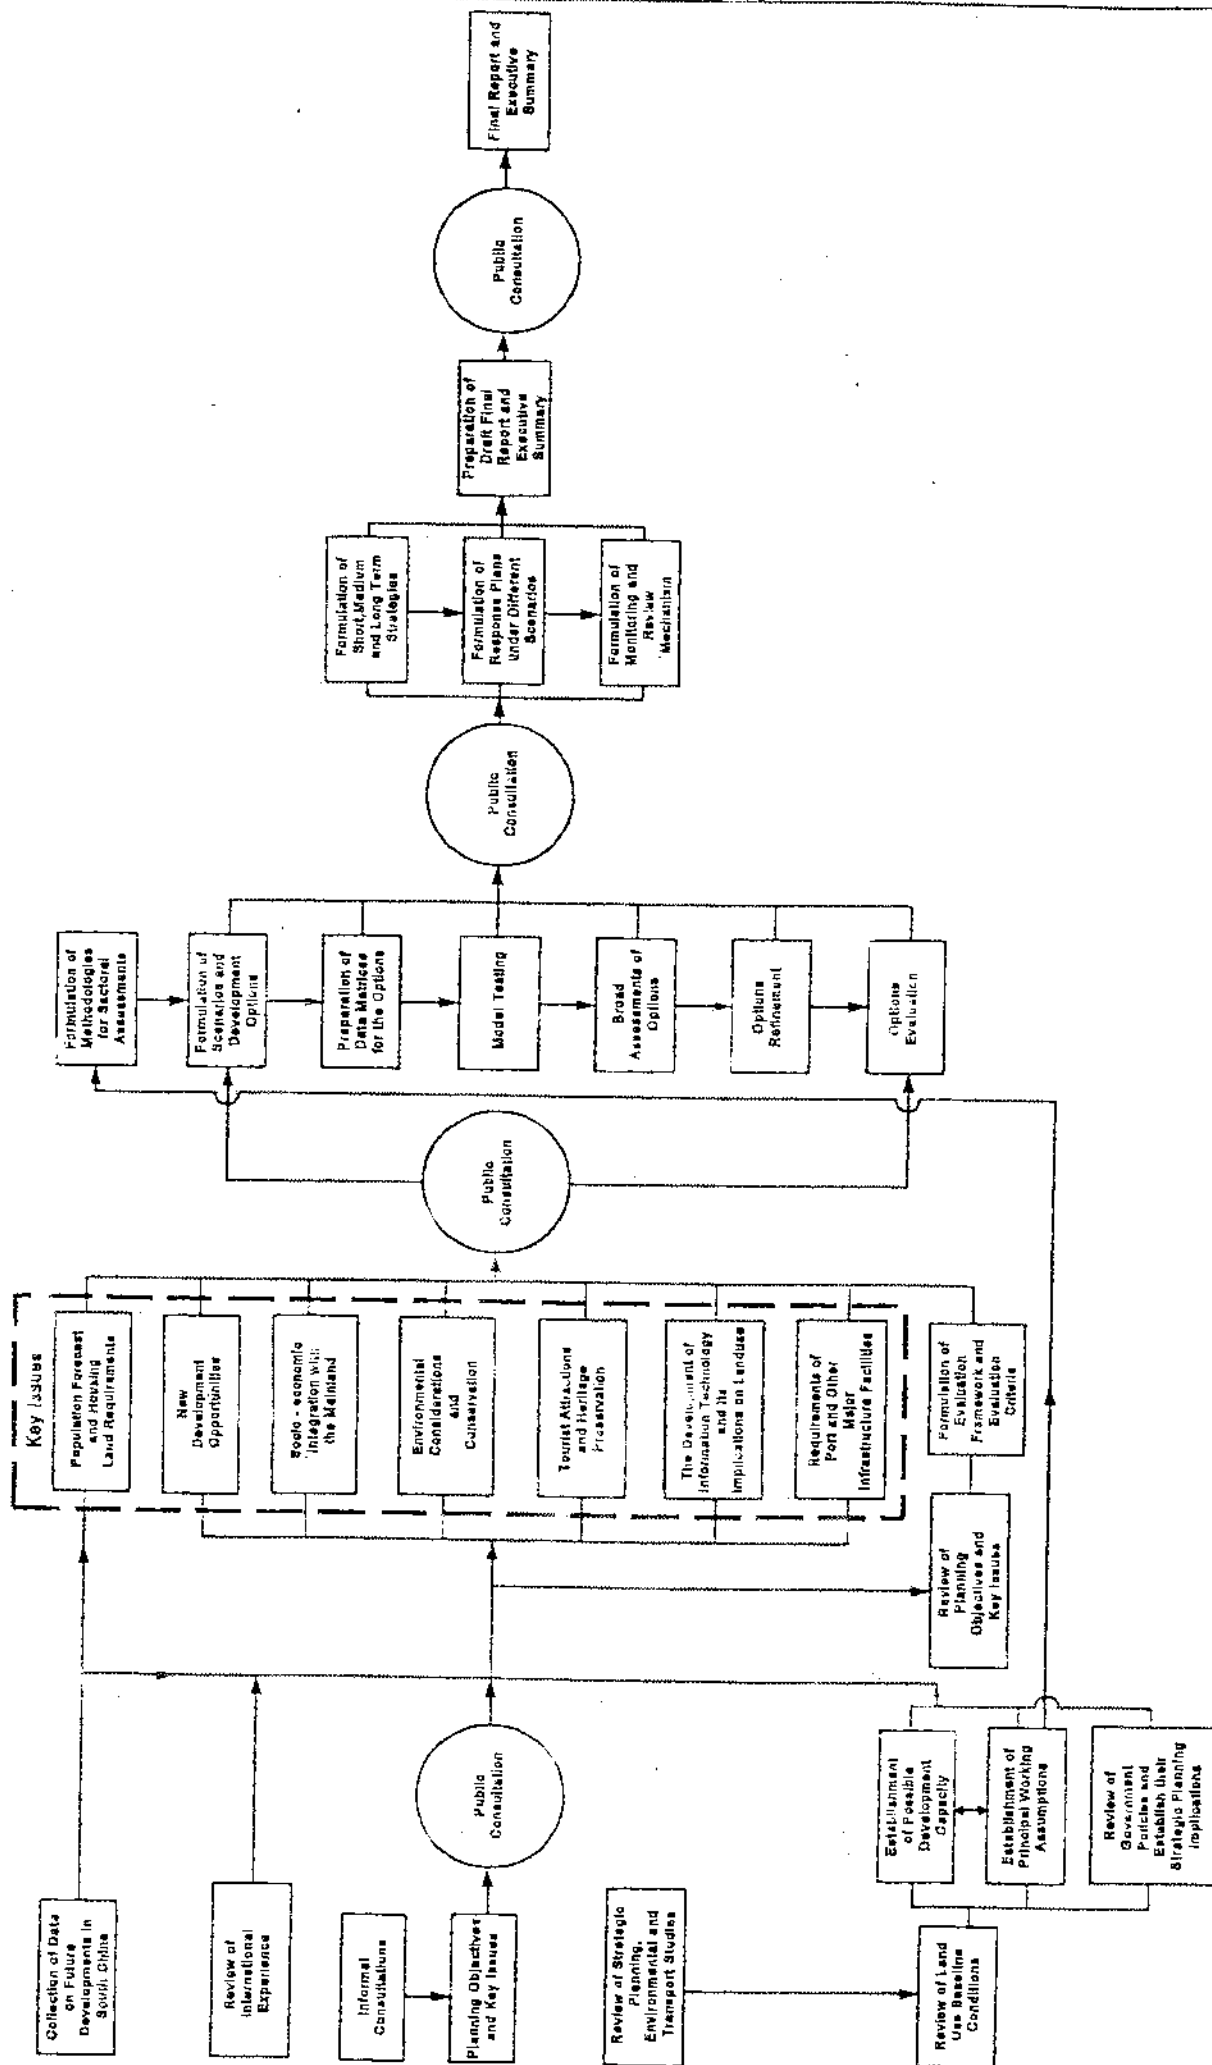 Collection of Data
on Future
Developments in
South China
Review of
International
Experience
Informal
Consultations
Planning Objectives
and Key Issues
Review of Strategic
Planning,
Environmental and
Transport Studies
Review of Land
Use Baseline
Conditions
Public
Consultation
Establishment
of Possible
Development
Capacity
Establishment of
Principal Working
Assumptions
Review of
Government
Policies and
Establish their
Strategic Planning
Implications
Key Issues
Population Forecast
and Housing
Land Requirements
New
Development
Opportunities
Socio - economic
Integration with
the Mainland
Environmental
Considerations
and
Conservation
Tourist Attractions
and Heritage
Preservation
The Development of
Information Technology
and Its
Implications on Landuse
Requirements of
Port and Other
Major
Infrastructure Facilities
Review of
Planning
Objectives and
Key Issues
Formulation of
Evaluation
Framework and
Evaluation
Criteria
Public
Consultation
Formulation of
Methodologies
for Sectoral
Assessments
Formulation of
Scenarios and
Development
Options
Preparation of
Data Matrices
for the Options
Model Testing
Broad
Assessments of
Options
Options
Refinement
Options
Evaluation
Public
Consultation
Formulation of
Short, Medium
and Long Term
Strategies
Formulation of
Response Plans
under Different
Scenarios
Formulation of
Monitoring and
Review
Mechanism
Preparation of
Draft Final
Report and
Executive
Summary
Public
Consultation
Final Report and
Executive
Summary